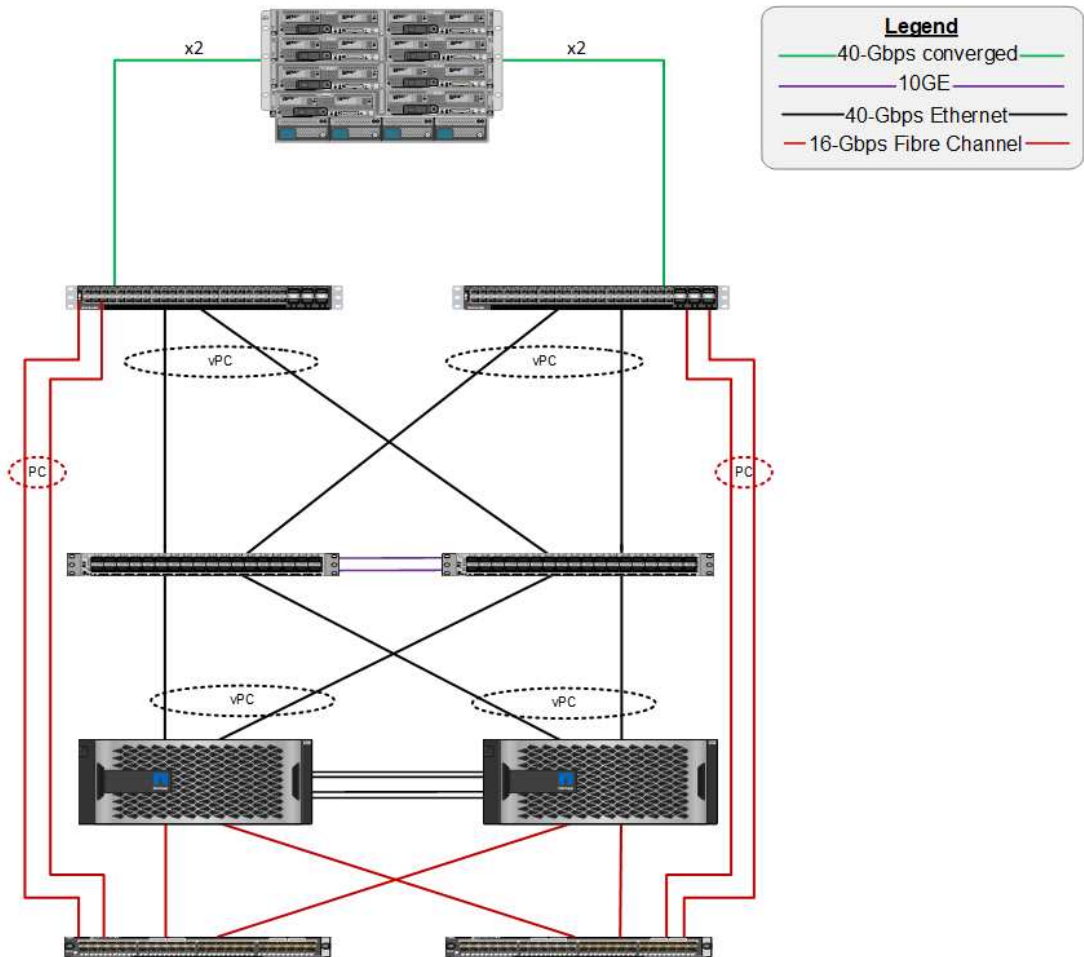 x2
x2
Legend
40-Gbps converged
10GE
40-Gbps Ethernet
16-Gbps Fibre Channel
vPC
vPC
PC
PC
vPC
vPC